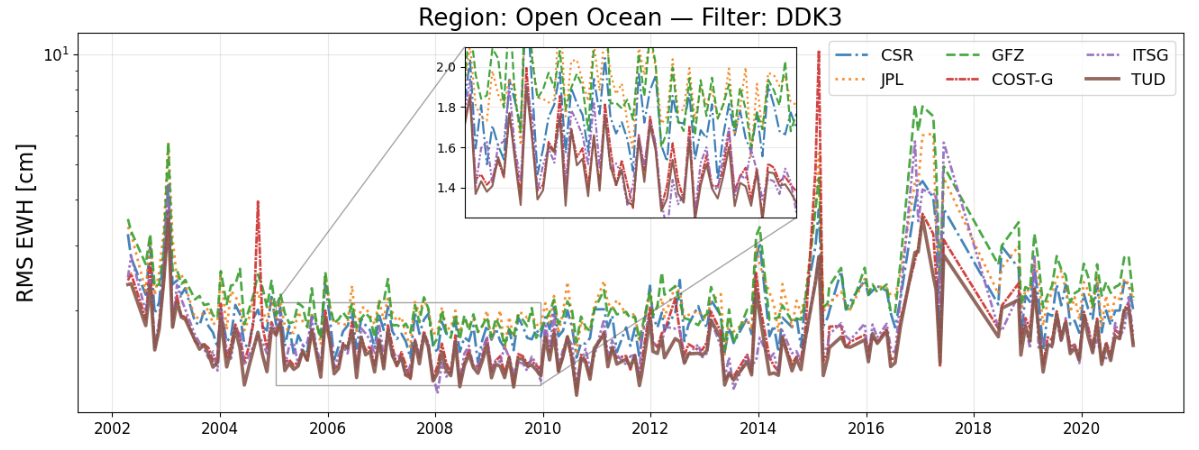 Region: Open Ocean — Filter: DDK3
RMS EWH [cm]
10¹
CSR
JPL
GFZ
COST-G
ITSG
TUD
2.0
1.8
1.6
1.4
2002 2004 2006 2008 2010 2012 2014 2016 2018 2020